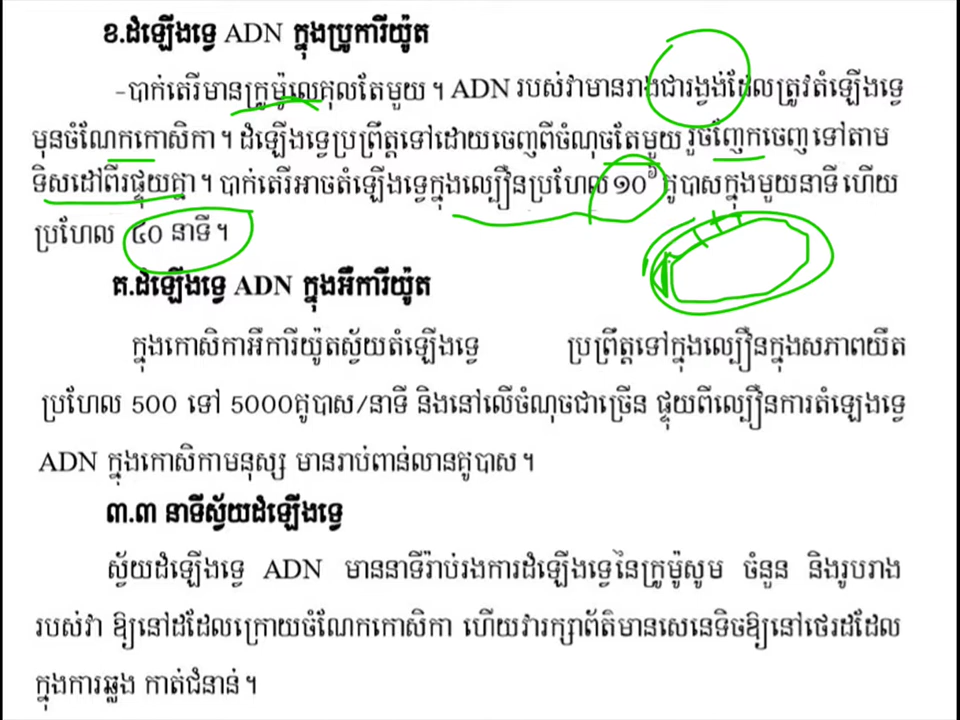 ខ.ដំឡើងទ្វេ ADN ក្នុងប្រូការីយ៉ូត
-បាក់តេរីមានក្រូម៉ូលេគុលតែមួយ។ ADN របស់វាមានរាងជារង្វង់ដែលត្រូវតំឡើងទ្វេ
មុនចំណែកកោសិកា។ ដំឡើងទ្វេប្រព្រឹត្តទៅដោយចេញពីចំណុចតែមួយ រួចញែកចេញទៅតាម
ទិសដៅពីរផ្ទុយគ្នា។ បាក់តេរីអាចតំឡើងទ្វេក្នុងល្បឿនប្រហែល ១០⁶ គូបាសក្នុងមួយនាទី ហើយ
ប្រហែល ៤០ នាទី។
គ.ដំឡើងទ្វេ ADN ក្នុងអឺការីយ៉ូត
ក្នុងកោសិកាអឺការីយ៉ូតស្វ័យតំឡើងទ្វេ ប្រព្រឹត្តទៅក្នុងល្បឿនក្នុងសភាពយឺត
ប្រហែល 500 ទៅ 5000គូបាស/នាទី និងនៅលើចំណុចជាច្រើន ផ្ទុយពីល្បឿនការតំឡេងទ្វេ
ADN ក្នុងកោសិកាមនុស្ស មានរាប់ពាន់លានគូបាស។
៣.៣ នាទីស្វ័យដំឡើងទ្វេ
ស្វ័យដំឡើងទ្វេ ADN មាននាទីរ៉ាប់រងការដំឡើងទ្វេនៃក្រូម៉ូសូម ចំនួន និងរូបរាង
របស់វា ឱ្យនៅដដែលក្រោយចំណែកកោសិកា ហើយវារក្សាព័ត៌មានសេនេទិចឱ្យនៅថេរដដែល
ក្នុងការឆ្លង កាត់ជំនាន់។